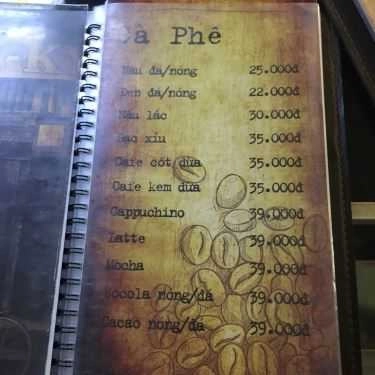 Cà Phê
Nâu đá/nóng 25.000đ
Đen đá/nóng 22.000đ
Nâu lắc 30.000đ
Bạc xỉu 35.000đ
Cafe cốt dừa 35.000đ
Cafe kem dừa 35.000đ
Cappuchino 39.000đ
Latte 39.000đ
Mocha 39.000đ
Socola nóng/đá 39.000đ
Cacao nóng/đá 39.000đ